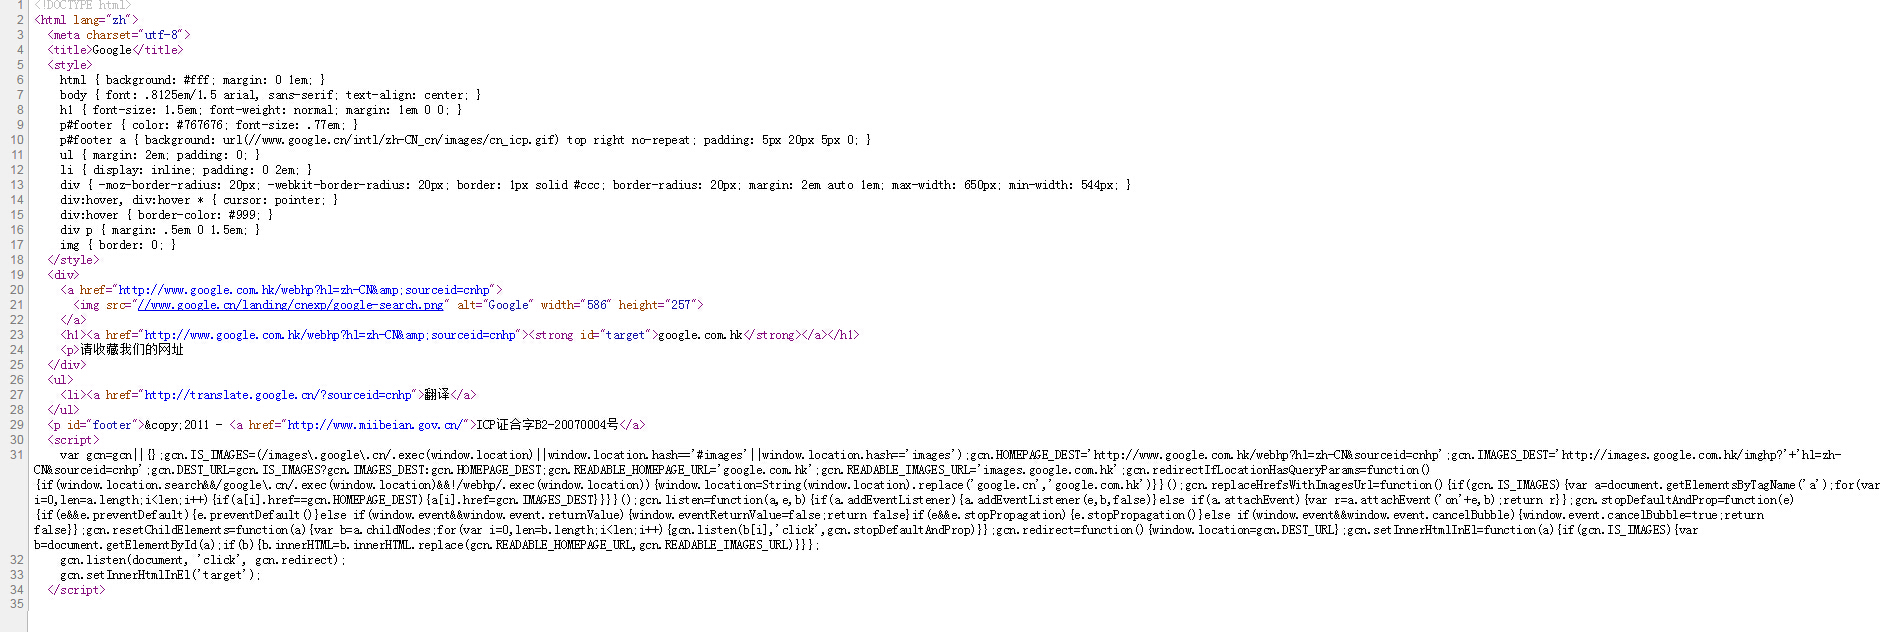 1 <!DOCTYPE html>
2 <html lang="zh">
3 <meta charset="utf-8">
4 <title>Google</title>
5 <style>
6 html { background: #fff; margin: 0 1em; }
7 body { font: .8125em/1.5 arial, sans-serif; text-align: center; }
8 h1 { font-size: 1.5em; font-weight: normal; margin: 1em 0 0; }
9 p#footer { color: #767676; font-size: .77em; }
10 p#footer a { background: url(//www.google.cn/intl/zh-CN_cn/images/cn_icp.gif) top right no-repeat; padding: 5px 20px 5px 0; }
11 ul { margin: 2em; padding: 0; }
12 li { display: inline; padding: 0 2em; }
13 div { -moz-border-radius: 20px; -webkit-border-radius: 20px; border: 1px solid #ccc; border-radius: 20px; margin: 2em auto 1em; max-width: 650px; min-width: 544px; }
14 div:hover, div:hover * { cursor: pointer; }
15 div:hover { border-color: #999; }
16 div p { margin: .5em 0 1.5em; }
17 img { border: 0; }
18 </style>
19 <div>
20 <a href="http://www.google.com.hk/webhp?hl=zh-CN&amp;sourceid=cnhp">
21 <img src="//www.google.cn/landing/cnexp/google-search.png" alt="Google" width="586" height="257">
22 </a>
23 <h1><a href="http://www.google.com.hk/webhp?hl=zh-CN&amp;sourceid=cnhp"><strong id="target">google.com.hk</strong></a></h1>
24 <p>请收藏我们的网址
25 </div>
26 <ul>
27 <li><a href="http://translate.google.cn/?sourceid=cnhp">翻译</a>
28 </ul>
29 <p id="footer">&copy;2011 - <a href="http://www.miibeian.gov.cn/">ICP证合字B2-20070004号</a>
30 <script>
31 var gcn=gcn||{};gcn.IS_IMAGES=(/images\.google\.cn/.exec(window.location)||window.location.hash=='#images'||window.location.hash=='images');gcn.HOMEPAGE_DEST='http://www.google.com.hk/webhp?hl=zh-CN&sourceid=cnhp';gcn.IMAGES_DEST='http://images.google.com.hk/imghp?'+'hl=zh-
CN&sourceid=cnhp';gcn.DEST_URL=gcn.IS_IMAGES?gcn.IMAGES_DEST:gcn.HOMEPAGE_DEST;gcn.READABLE_HOMEPAGE_URL='google.com.hk';gcn.READABLE_IMAGES_URL='images.google.com.hk';gcn.redirectIfLocationHasQueryParams=function()
{if(window.location.search&&/google\.cn/.exec(window.location)&&!/webhp/.exec(window.location)){window.location=String(window.location).replace('google.cn','google.com.hk')}}();gcn.replaceHrefsWithImagesUrl=function(){if(gcn.IS_IMAGES){var a=document.getElementsByTagName('a');for(var
i=0,len=a.length;i<len;i++){if(a[i].href==gcn.HOMEPAGE_DEST){a[i].href=gcn.IMAGES_DEST}}}}();gcn.listen=function(a,e,b){if(a.addEventListener){a.addEventListener(e,b,false)}else if(a.attachEvent){var r=a.attachEvent('on'+e,b);return r}};gcn.stopDefaultAndProp=function(e)
{if(e&&e.preventDefault){e.preventDefault()}else if(window.event&&window.event.returnValue){window.eventReturnValue=false;return false}if(e&&e.stopPropagation){e.stopPropagation()}else if(window.event&&window.event.cancelBubble){window.event.cancelBubble=true;return
false}};gcn.resetChildElements=function(a){var b=a.childNodes;for(var i=0,len=b.length;i<len;i++){gcn.listen(b[i],'click',gcn.stopDefaultAndProp)}};gcn.redirect=function(){window.location=gcn.DEST_URL};gcn.setInnerHtmlInEl=function(a){if(gcn.IS_IMAGES){var
b=document.getElementById(a);if(b){b.innerHTML=b.innerHTML.replace(gcn.READABLE_HOMEPAGE_URL,gcn.READABLE_IMAGES_URL)}}};
32 gcn.listen(document, 'click', gcn.redirect);
33 gcn.setInnerHtmlInEl('target');
34 </script>
35